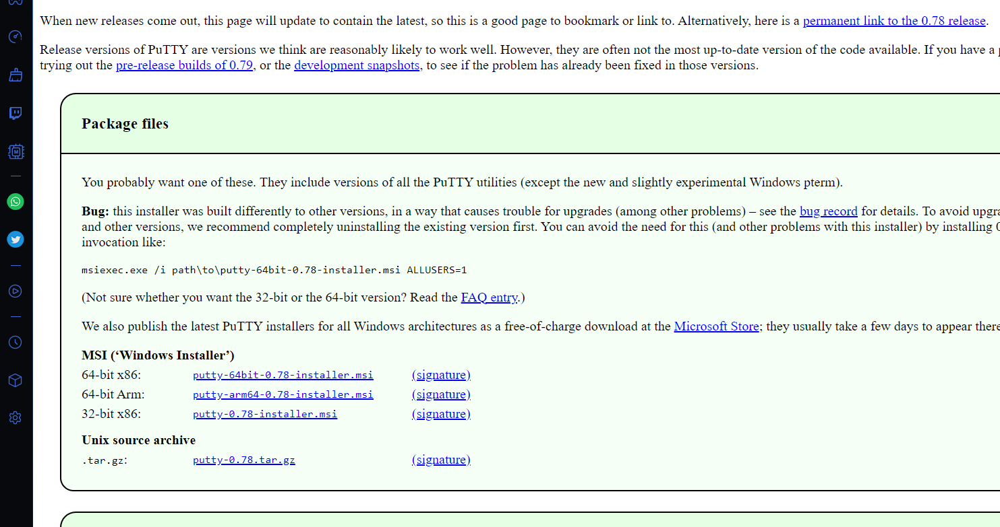 When new releases come out, this page will update to contain the latest, so this is a good page to bookmark or link to. Alternatively, here is a permanent link to the 0.78 release.
Release versions of PuTTY are versions we think are reasonably likely to work well. However, they are often not the most up-to-date version of the code available. If you have a
trying out the pre-release builds of 0.79, or the development snapshots, to see if the problem has already been fixed in those versions.
Package files
You probably want one of these. They include versions of all the PuTTY utilities (except the new and slightly experimental Windows pterm).
Bug: this installer was built differently to other versions, in a way that causes trouble for upgrades (among other problems) – see the bug record for details. To avoid
and other versions, we recommend completely uninstalling the existing version first. You can avoid the need for this (and other problems with this installer) by installing
invocation like:
msiexec.exe /i path\to\putty-64bit-0.78-installer.msi ALLUSERS=1
(Not sure whether you want the 32-bit or the 64-bit version? Read the FAQ entry.)
We also publish the latest PuTTY installers for all Windows architectures as a free-of-charge download at the Microsoft Store; they usually take a few days to appear there
MSI (‘Windows Installer’)
64-bit x86: putty-64bit-0.78-installer.msi (signature)
64-bit Arm: putty-arm64-0.78-installer.msi (signature)
32-bit x86: putty-0.78-installer.msi (signature)
Unix source archive
.tar.gz: putty-0.78.tar.gz (signature)